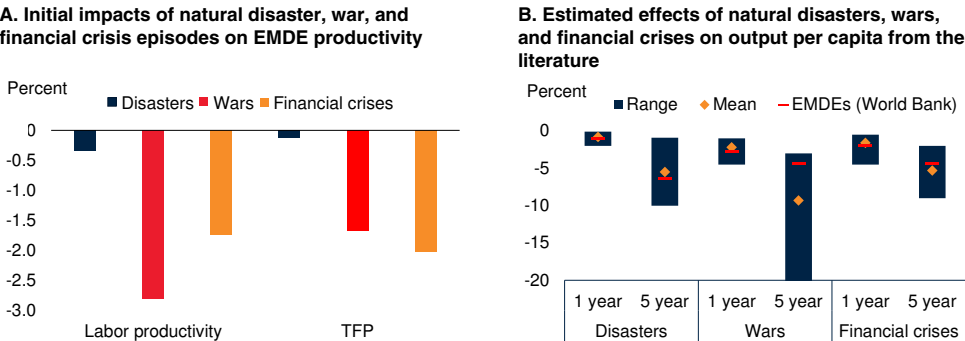 A. Initial impacts of natural disaster, war, and
financial crisis episodes on EMDE productivity
Percent
Disasters Wars Financial crises
0
-0.5
-1.0
-1.5
-2.0
-2.5
-3.0
Labor productivity TFP
B. Estimated effects of natural disasters, wars,
and financial crises on output per capita from the
literature
Percent
Range Mean EMDEs (World Bank)
0
-5
-10
-15
-20
1 year 5 year 1 year 5 year 1 year 5 year
Disasters Wars Financial crises